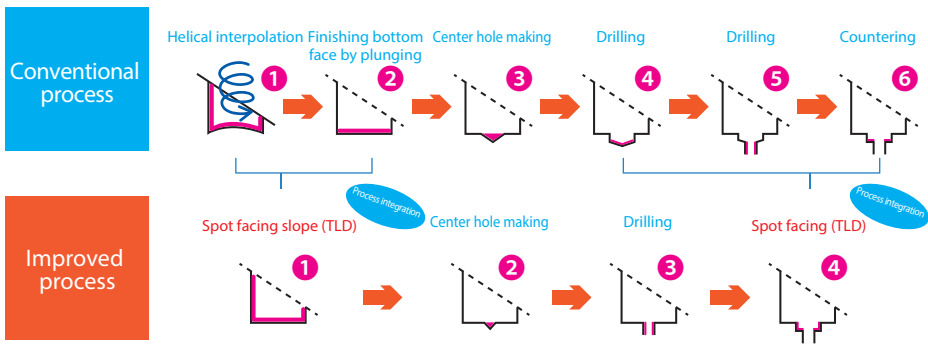 Conventional
process
Helical interpolation
1
Finishing bottom
face by plunging
2
Center hole making
3
Drilling
4
Drilling
5
Countering
6
Process integration
Process integration
Improved
process
Spot facing slope (TLD)
1
Center hole making
2
Drilling
3
Spot facing (TLD)
4